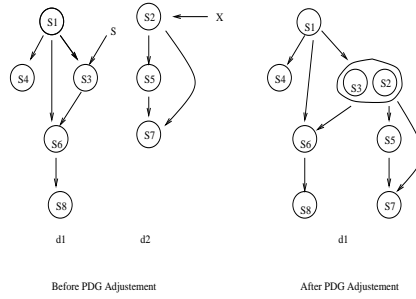 S1
S
S2
X
S4
S3
S5
S7
S6
S8
d1
d2
Before PDG Adjustement
S1
S4
S3
S2
S6
S5
S8
S7
d1
After PDG Adjustement